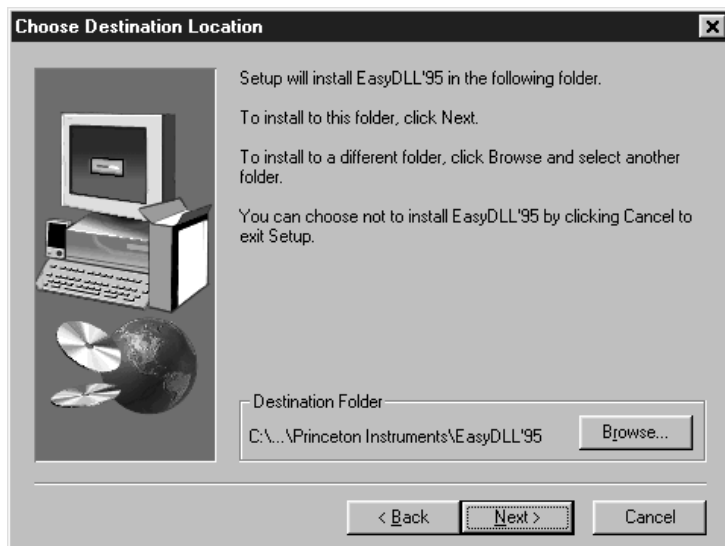 Choose Destination Location
Setup will install EasyDLL'95 in the following folder.
To install to this folder, click Next.
To install to a different folder, click Browse and select another
folder.
You can choose not to install EasyDLL'95 by clicking Cancel to
exit Setup.
Destination Folder
C:\...\Princeton Instruments\EasyDLL'95
Browse...
< Back
Next >
Cancel